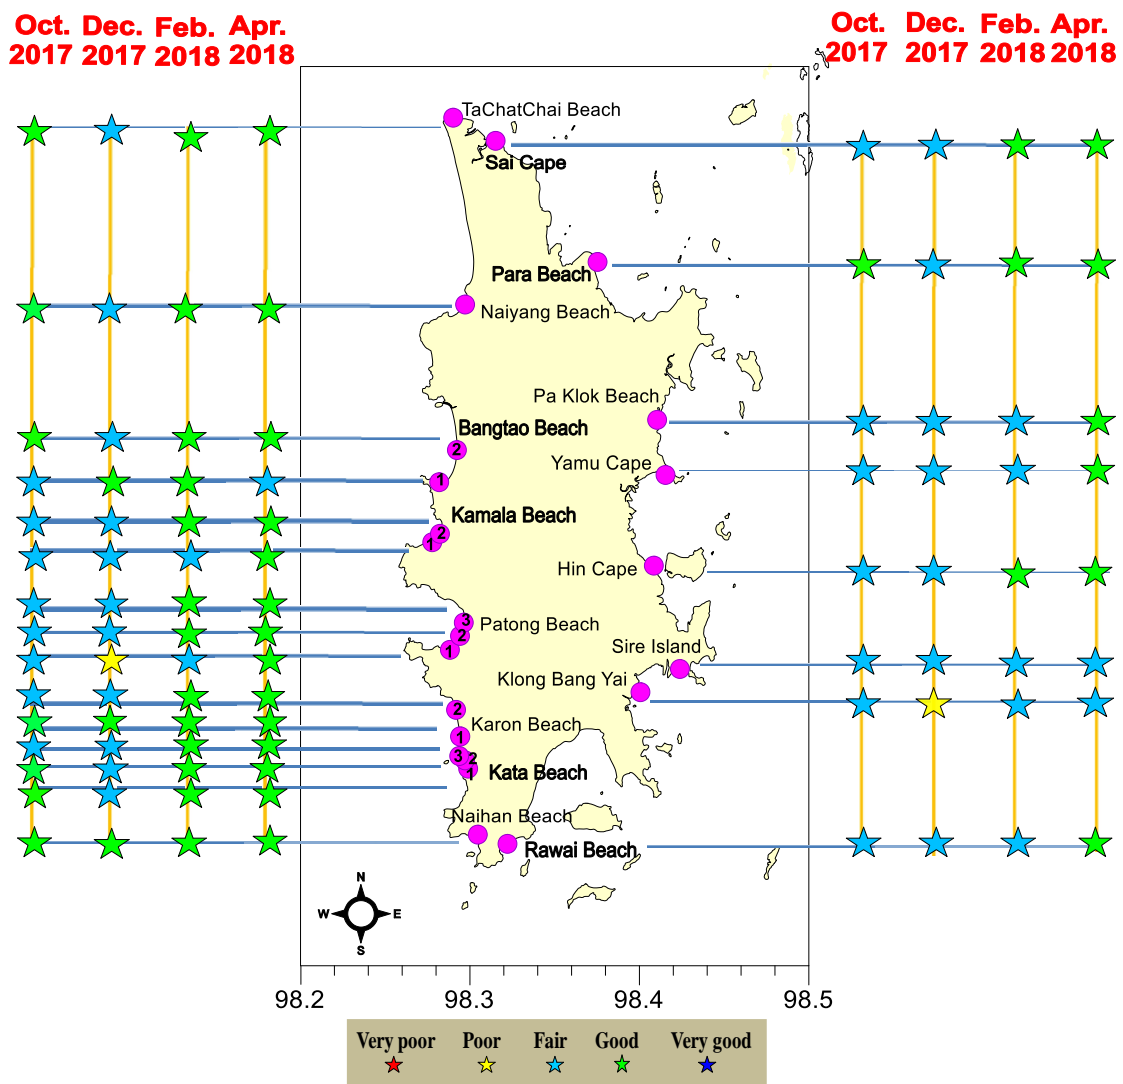 Oct. Dec. Feb. Apr.
2017 2017 2018 2018
Oct. Dec. Feb. Apr.
2017 2017 2018 2018
TaChatChai Beach
Sai Cape
Para Beach
Naiyang Beach
Pa Klok Beach
Bangtao Beach
2
Yamu Cape
1
Kamala Beach
2
1
Hin Cape
3
Patong Beach
2
1
Sire Island
Klong Bang Yai
2
Karon Beach
1
3
2
1
Kata Beach
Naihan Beach
Rawai Beach
N
W E
S
98.2 98.3 98.4 98.5
Very poor Poor Fair Good Very good